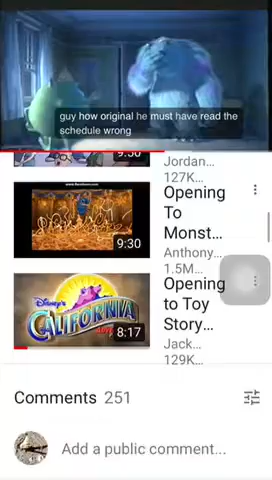 guy how original he must have read the
schedule wrong
9:30
Jordan...
127K...
Opening
To
Monst...
Anthony...
1.5M...
9:30
Opening
to Toy
Story...
Jack...
129K...
Disney's
CALIFORNIA
8:17
Comments 251
Add a public comment...